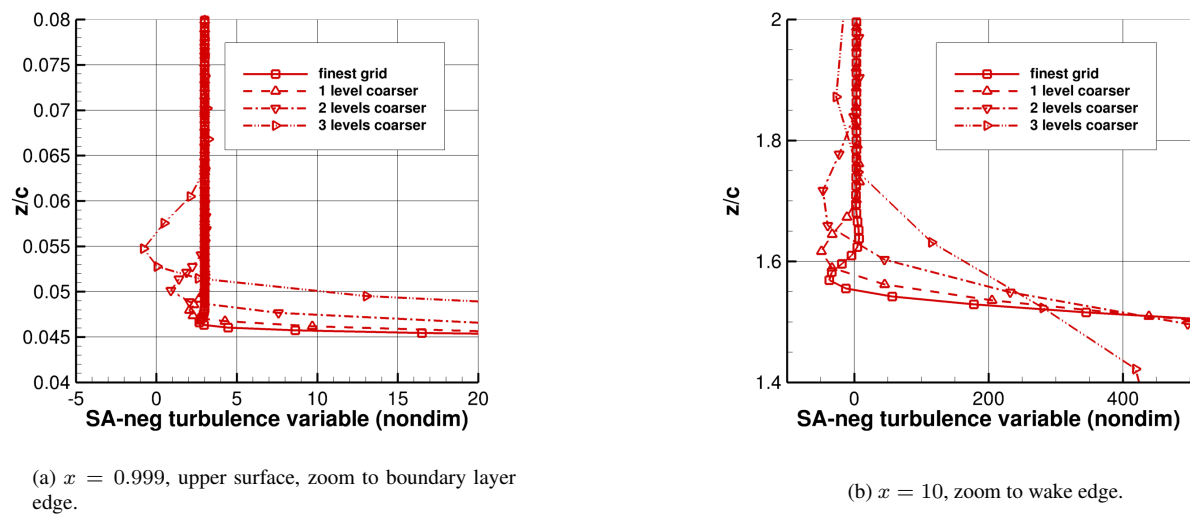 0.08
0.075
0.07
0.065
0.06
0.055
0.05
0.045
0.04
z/c
-5
0
5
10
15
20
SA-neg turbulence variable (nondim)
finest grid
1 level coarser
2 levels coarser
3 levels coarser
(a) x = 0.999, upper surface, zoom to boundary layer
edge.
2
1.8
1.6
1.4
z/c
0
200
400
SA-neg turbulence variable (nondim)
finest grid
1 level coarser
2 levels coarser
3 levels coarser
(b) x = 10, zoom to wake edge.